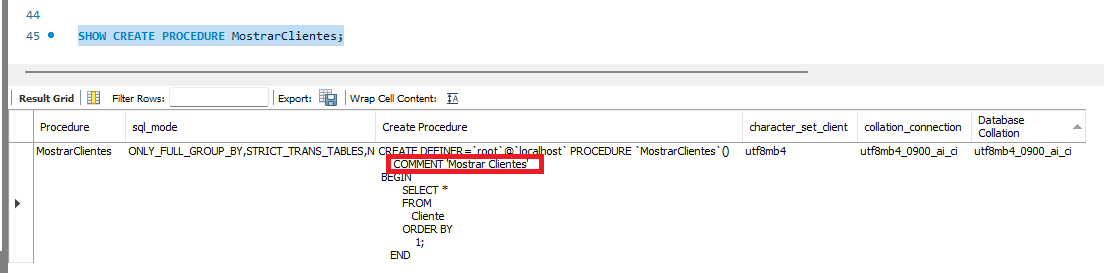 44
45 SHOW CREATE PROCEDURE MostrarClientes;
Result Grid Filter Rows: Export: Wrap Cell Content: IA
Procedure sql_mode Create Procedure character_set_client collation_connection Database Collation
MostrarClientes ONLY_FULL_GROUP_BY,STRICT_TRANS_TABLES,N CREATE DEFINER=`root`@`localhost` PROCEDURE `MostrarClientes`() utf8mb4 utf8mb4_0900_ai_ci utf8mb4_0900_ai_ci
COMMENT 'Mostrar Clientes'
BEGIN
SELECT *
FROM
Cliente
ORDER BY
1;
END